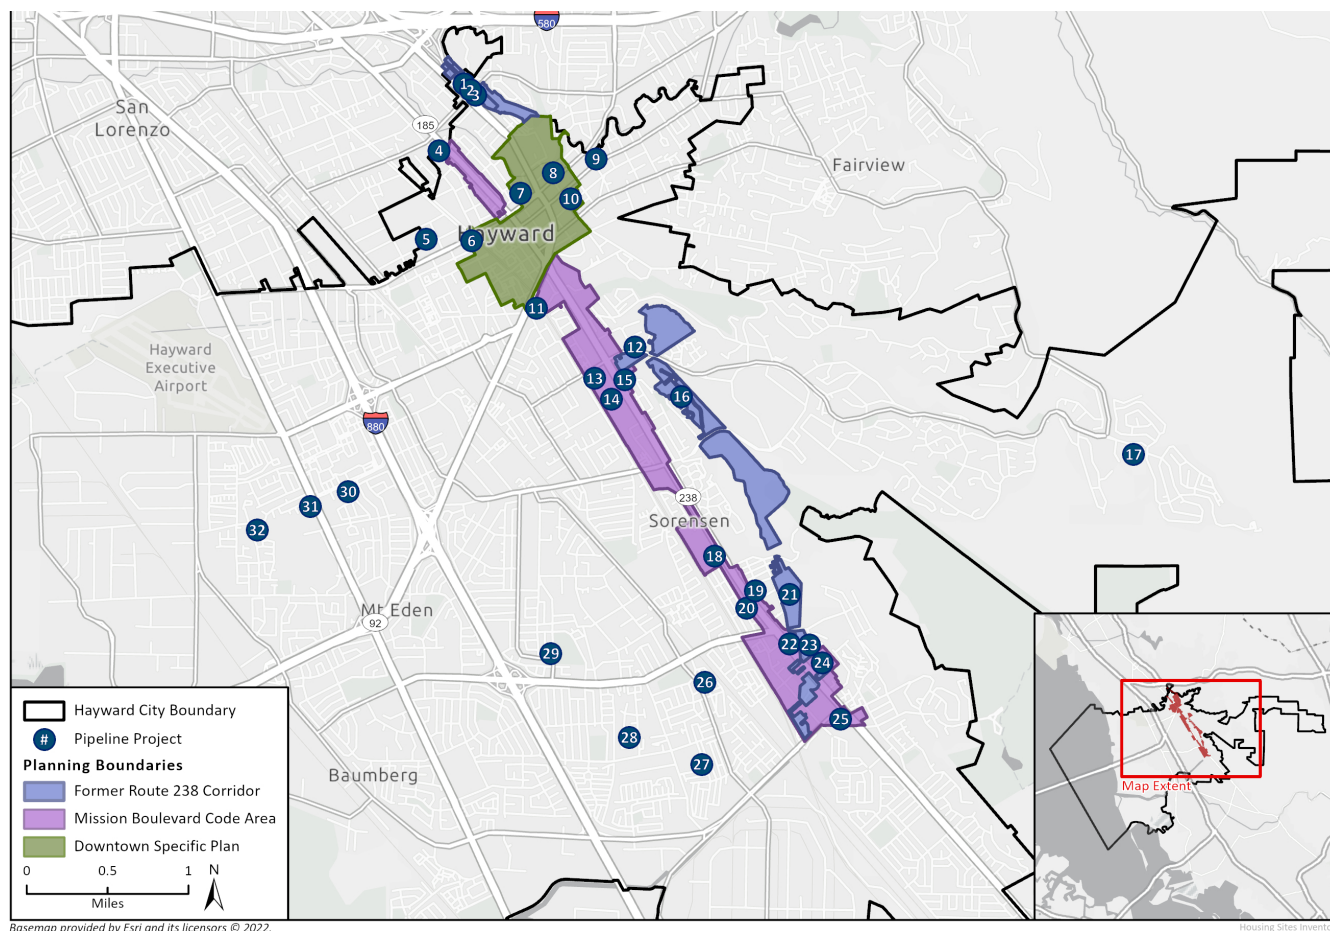 580
San
Lorenzo
185
1
2
3
4
9
Fairview
8
7
10
5
6
Hayward
11
Hayward
Executive
Airport
12
13
15
14
16
880
17
30
31
32
238
Sorensen
18
19
20
21
Mt Eden
92
22
23
24
29
26
25
28
27
Baumberg
Hayward City Boundary
# Pipeline Project
Planning Boundaries
Former Route 238 Corridor
Mission Boulevard Code Area
Downtown Specific Plan
0 0.5 1
Miles
N
Map Extent
Basemap provided by Esri and its licensors © 2022.
Housing Sites Invento